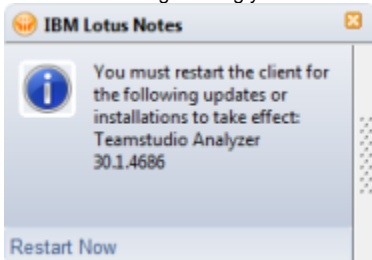 IBM Lotus Notes
You must restart the client for
the following updates or
installations to take effect:
Teamstudio Analyzer
30.1.4686
Restart Now